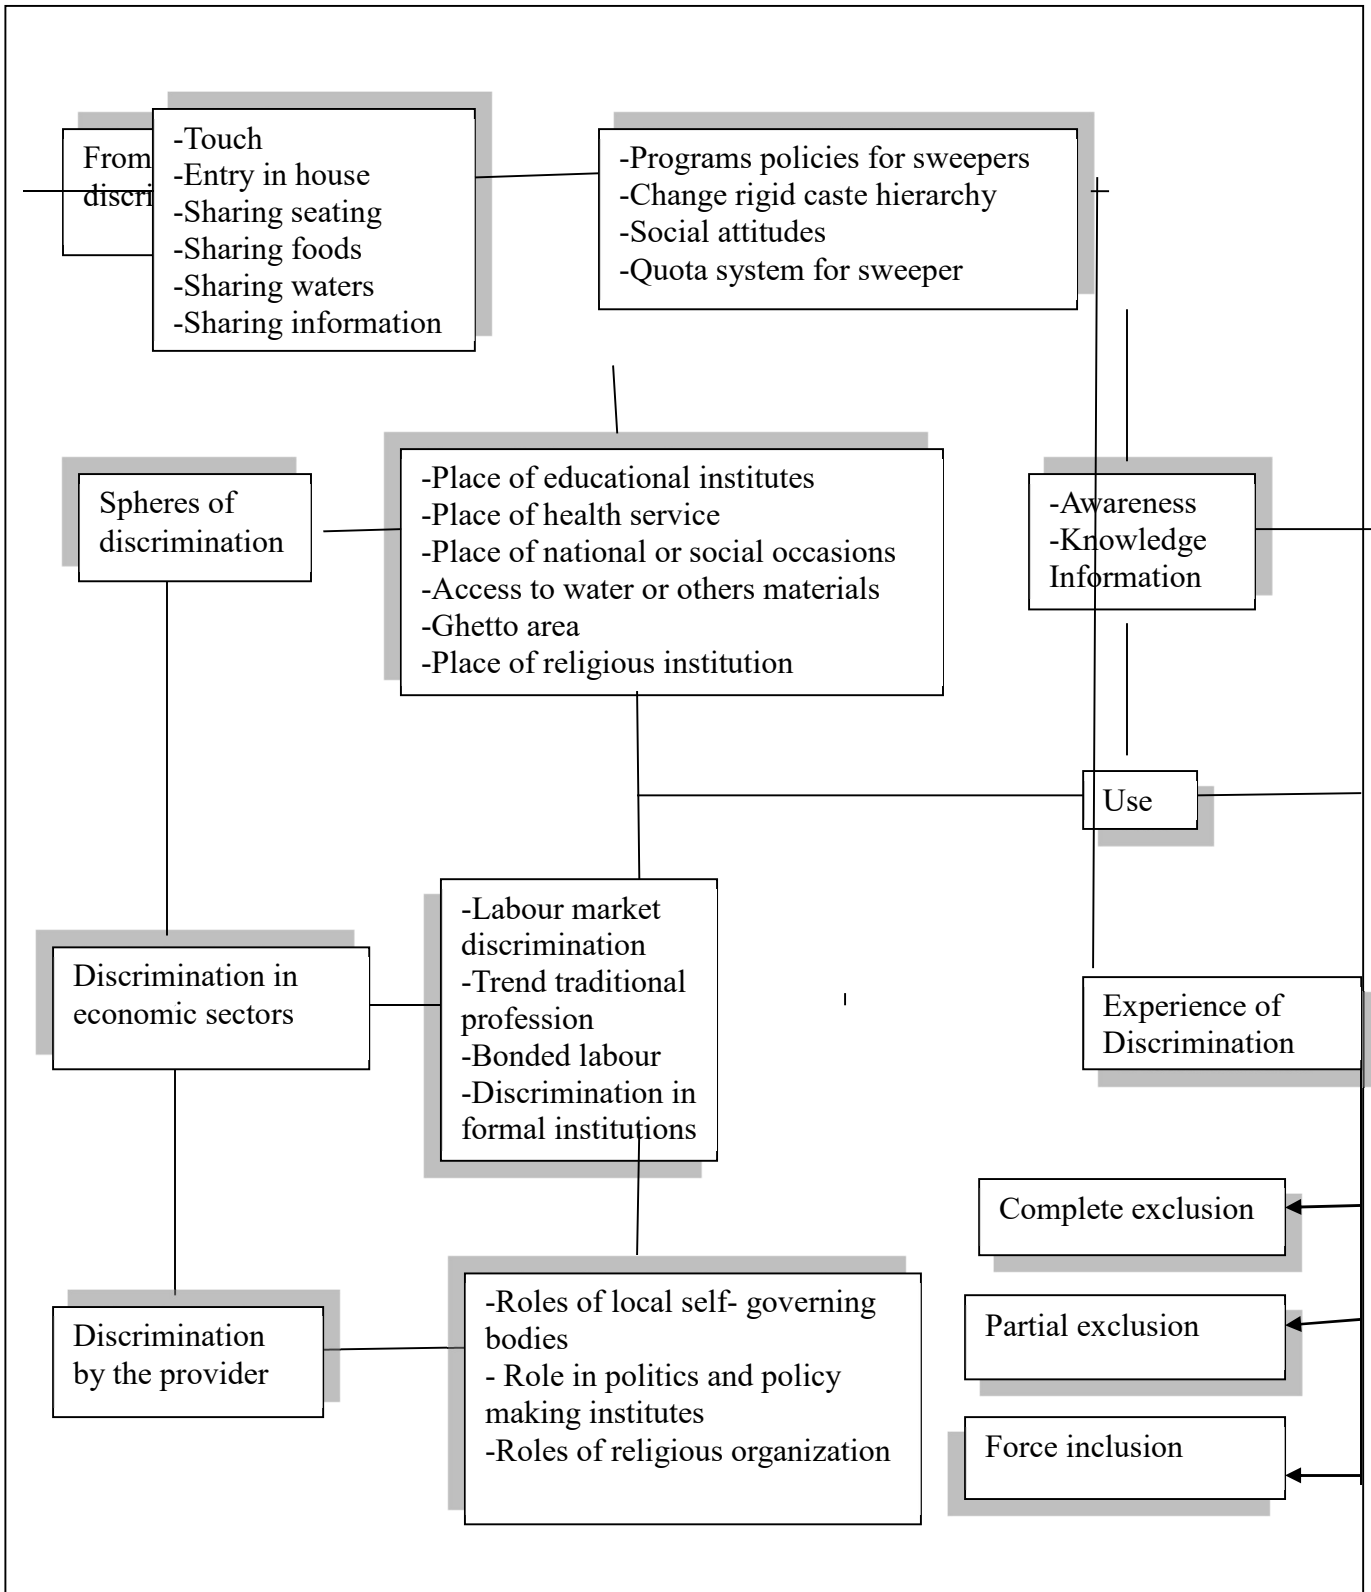 From
discri
-Touch
-Entry in house
-Sharing seating
-Sharing foods
-Sharing waters
-Sharing information
-Programs policies for sweepers
-Change rigid caste hierarchy
-Social attitudes
-Quota system for sweeper
Spheres of
discrimination
-Place of educational institutes
-Place of health service
-Place of national or social occasions
-Access to water or others materials
-Ghetto area
-Place of religious institution
-Awareness
-Knowledge
Information
Use
Discrimination in
economic sectors
-Labour market
discrimination
-Trend traditional
profession
-Bonded labour
-Discrimination in
formal institutions
Experience of
Discrimination
Complete exclusion
Partial exclusion
Force inclusion
Discrimination
by the provider
-Roles of local self- governing
bodies
- Role in politics and policy
making institutes
-Roles of religious organization